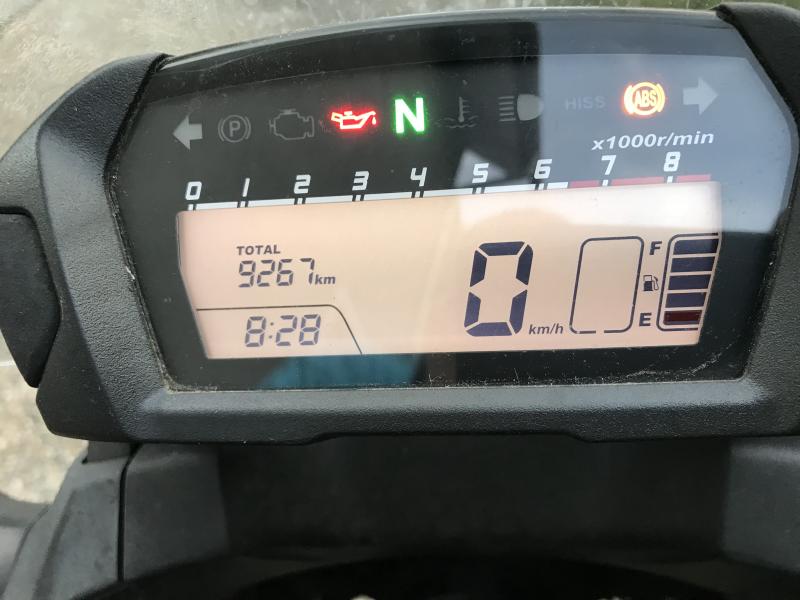 P N HISS ABS
x1000r/min
0 1 2 3 4 5 6 7 8
TOTAL
9267km
8:28
0 km/h
F
E